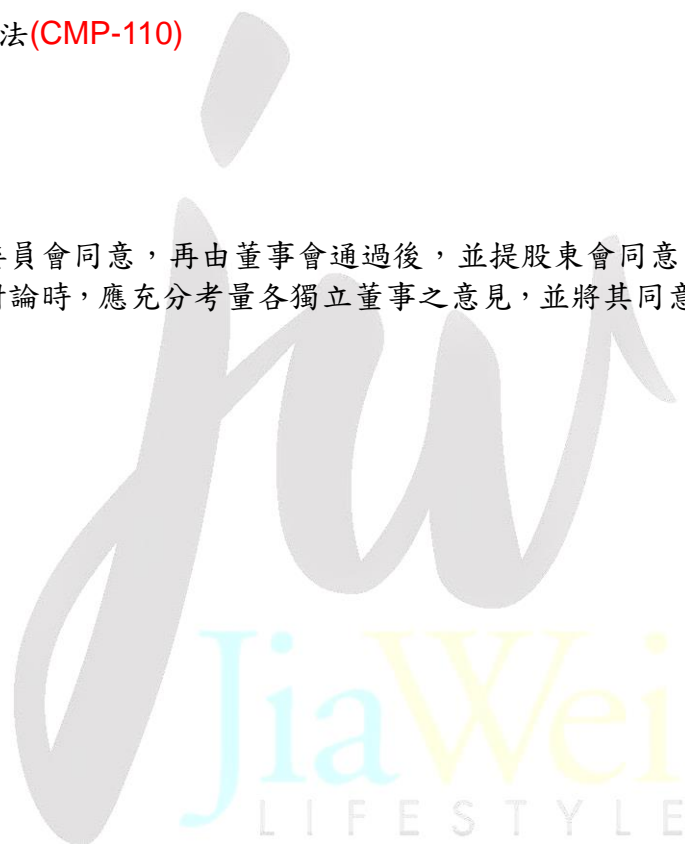 法(CMP-110)
委員會同意，再由董事會通過後，並提股東會同意
討論時，應充分考量各獨立董事之意見，並將其同意
jw
JiaWei
LIFESTYLE